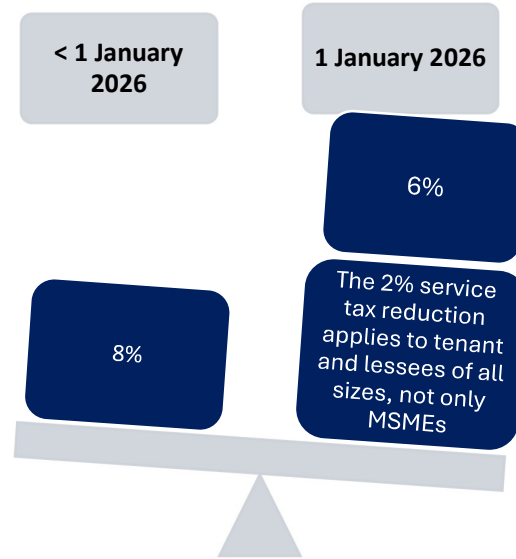 < 1 January
2026
1 January 2026
6%
8%
The 2% service
tax reduction
applies to tenant
and lessees of all
sizes, not only
MSMEs